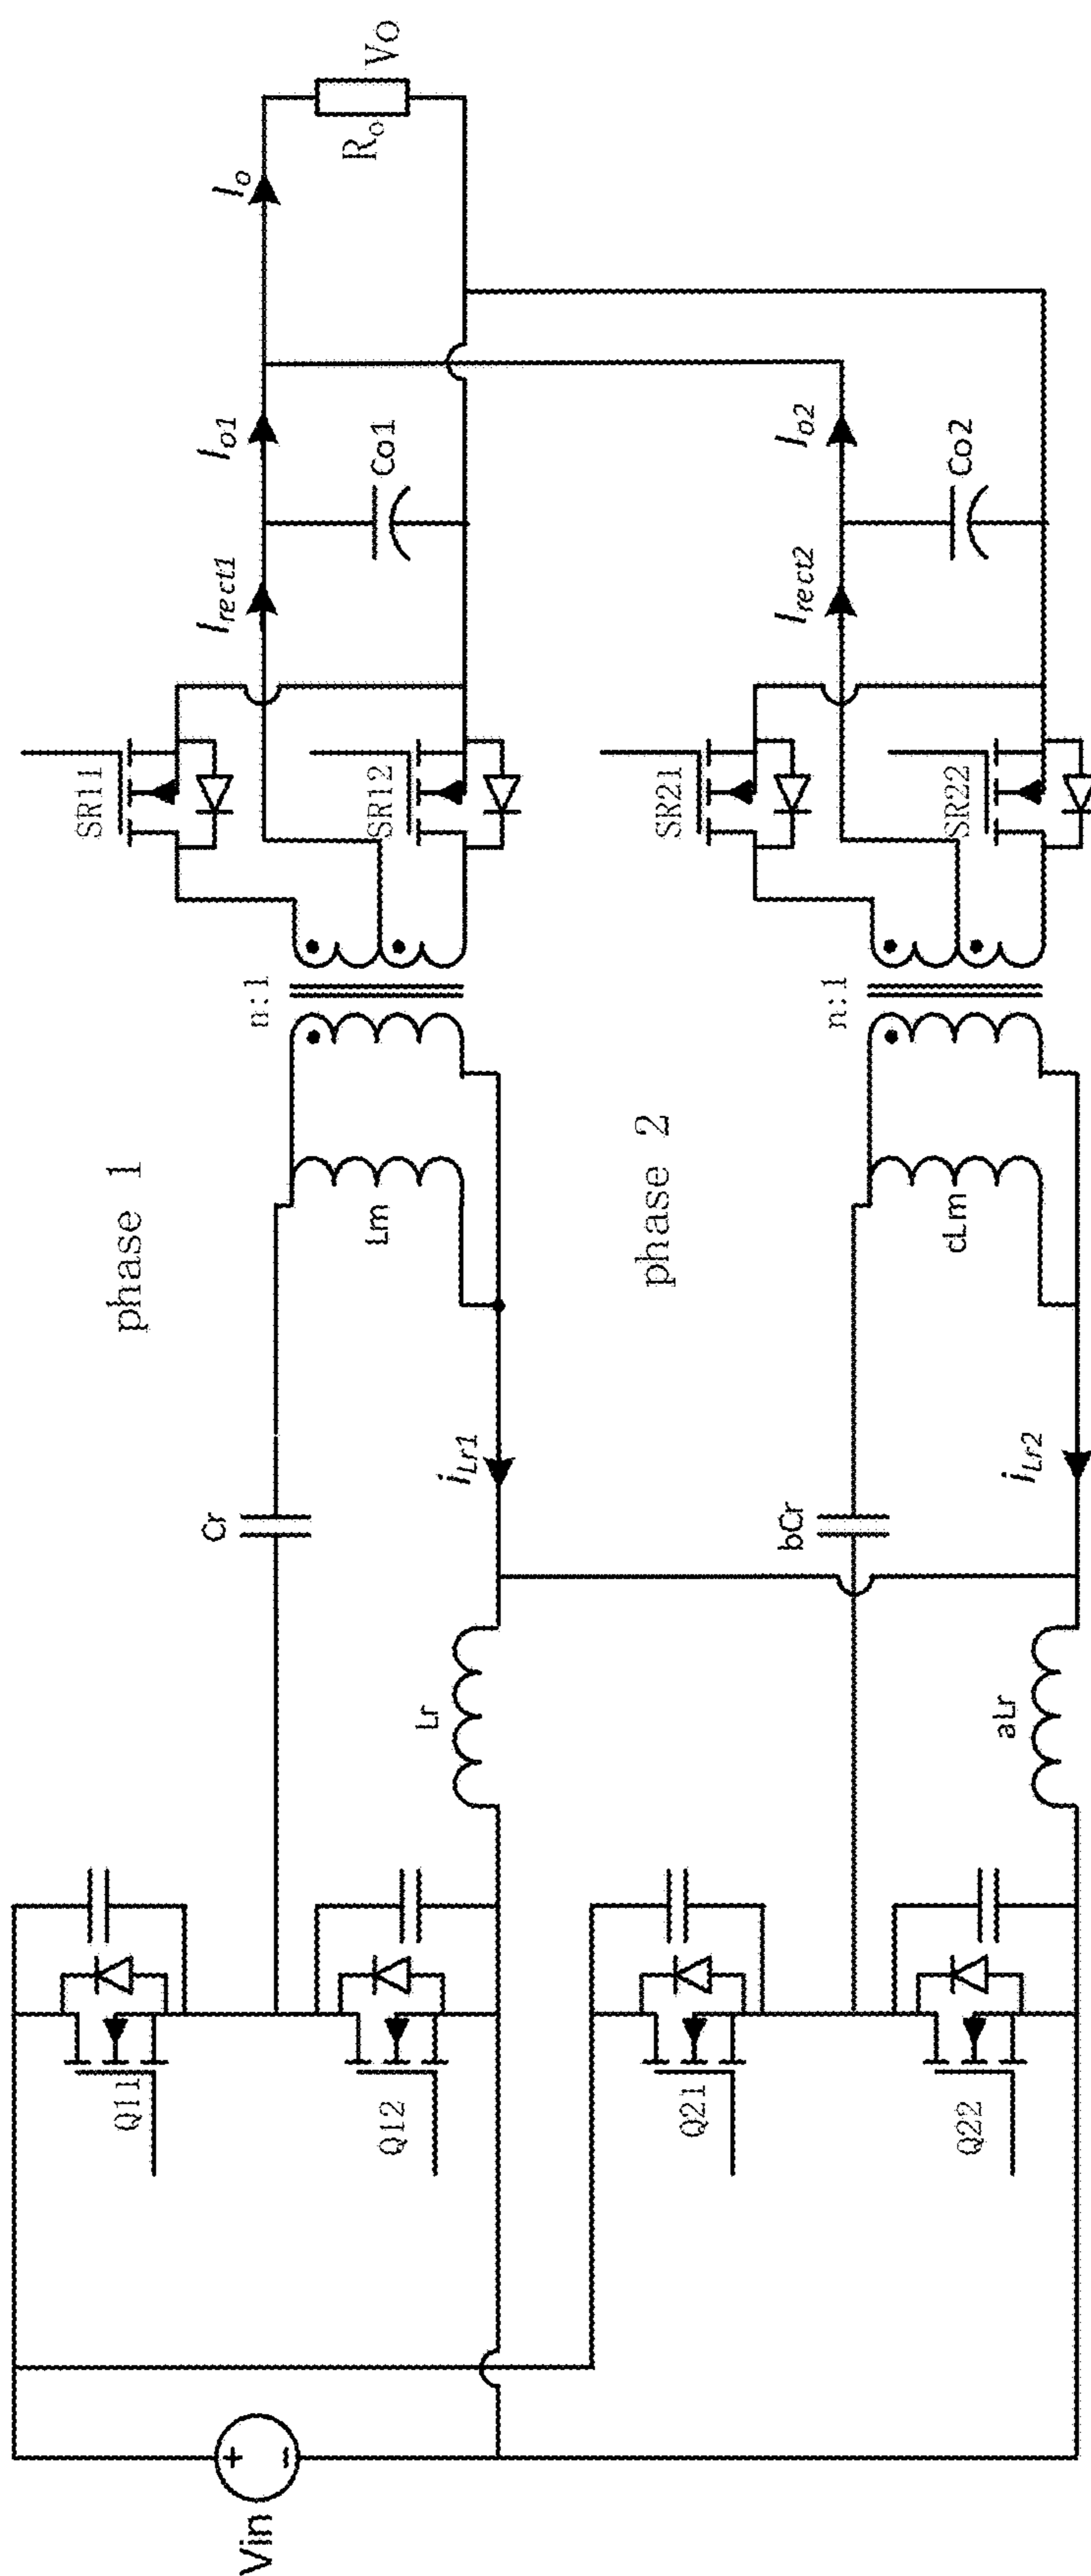 Vin
+
-
Q11
Q12
Q21
Q22
Lr
aLr
Cr
bCr
iLr1
iLr2
phase 1
phase 2
Lm
cLm
n:1
n:1
SR11
SR12
SR21
SR22
Irect1
Irect2
Co1
Co2
Io1
Io2
Io
Ro
Vo